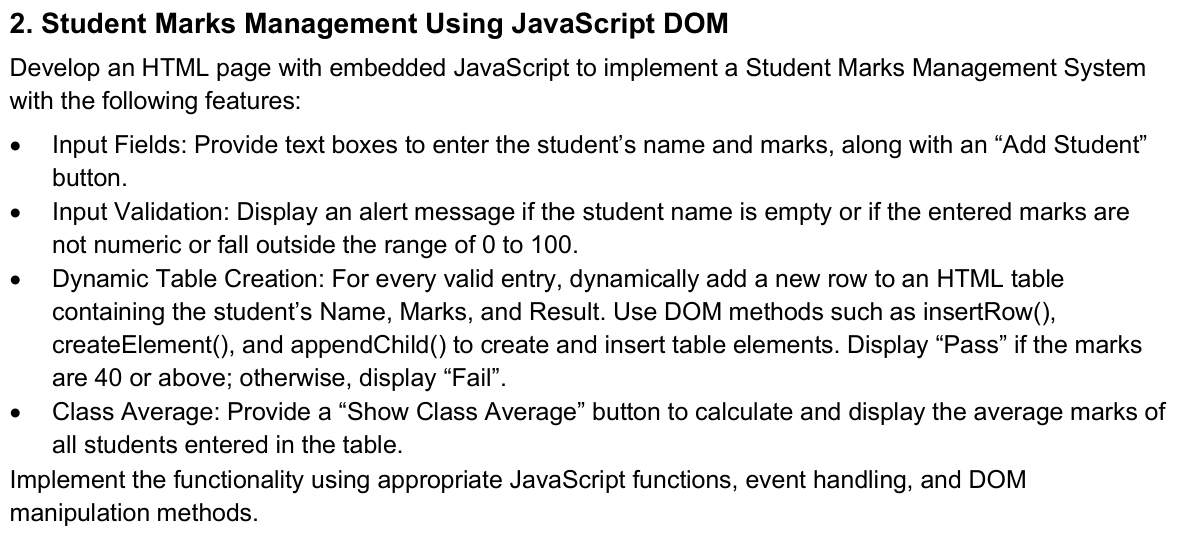 2. Student Marks Management Using JavaScript DOM
Develop an HTML page with embedded JavaScript to implement a Student Marks Management System
with the following features:
• Input Fields: Provide text boxes to enter the student’s name and marks, along with an “Add Student”
button.
• Input Validation: Display an alert message if the student name is empty or if the entered marks are
not numeric or fall outside the range of 0 to 100.
• Dynamic Table Creation: For every valid entry, dynamically add a new row to an HTML table
containing the student’s Name, Marks, and Result. Use DOM methods such as insertRow(),
createElement(), and appendChild() to create and insert table elements. Display “Pass” if the marks
are 40 or above; otherwise, display “Fail”.
• Class Average: Provide a “Show Class Average” button to calculate and display the average marks of
all students entered in the table.
Implement the functionality using appropriate JavaScript functions, event handling, and DOM
manipulation methods.